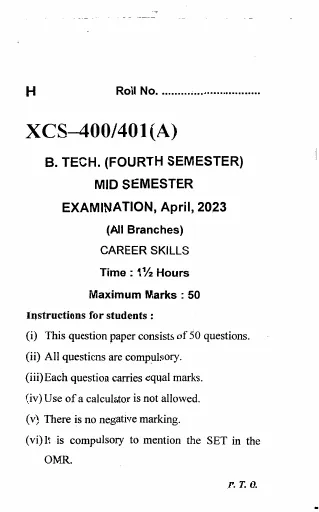 H Roll No. ................................
XCS–400/401(A)
B. TECH. (FOURTH SEMESTER)
MID SEMESTER
EXAMINATION, April, 2023
(All Branches)
CAREER SKILLS
Time : 1½ Hours
Maximum Marks : 50
Instructions for students :
(i) This question paper consists of 50 questions.
(ii) All questions are compulsory.
(iii) Each question carries equal marks.
(iv) Use of a calculator is not allowed.
(v) There is no negative marking.
(vi) It is compulsory to mention the SET in the
OMR.
P. T. O.